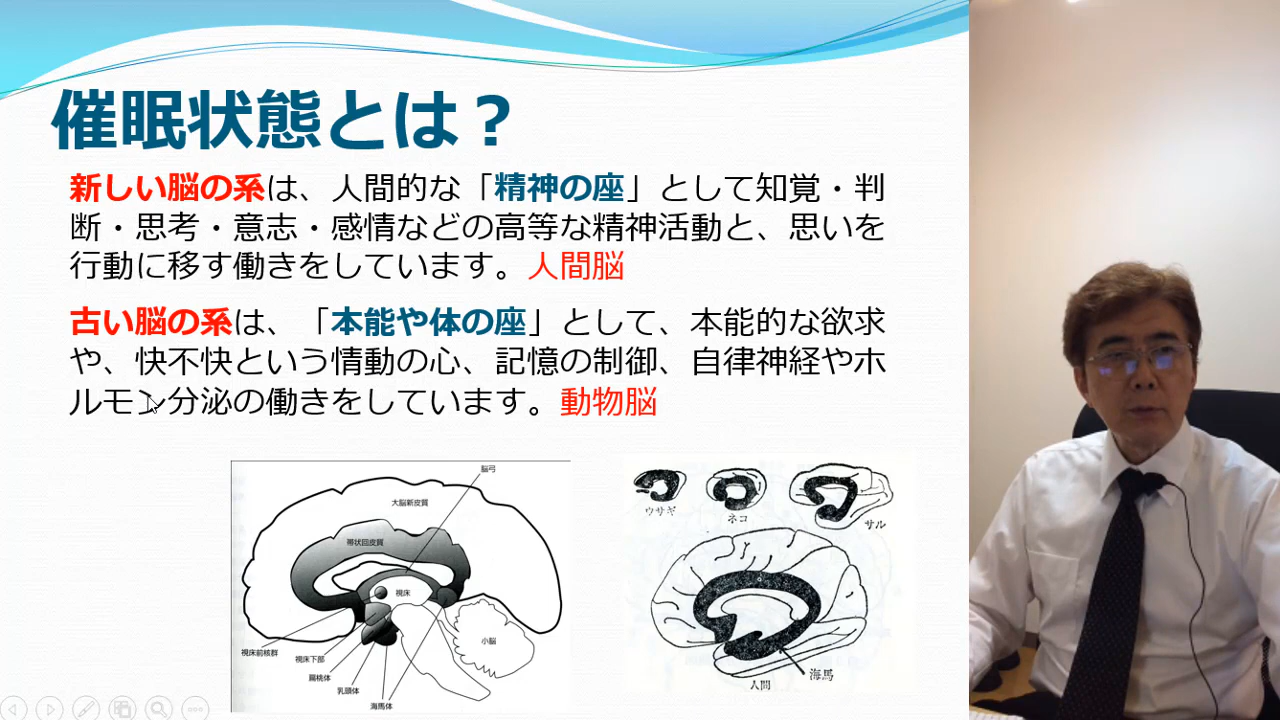 催眠状態とは？
新しい脳の系は、人間的な「精神の座」として知覚・判
断・思考・意志・感情などの高等な精神活動と、思いを
行動に移す働きをしています。人間脳
古い脳の系は、「本能や体の座」として、本能的な欲求
や、快不快という情動の心、記憶の制御、自律神経やホ
ルモン分泌の働きをしています。動物脳
脳弓
大脳新皮質
帯状回皮質
視床
小脳
視床前核群
視床下部
扁桃体
乳頭体
海馬体
ウサギ
ネコ
サル
海馬
人間